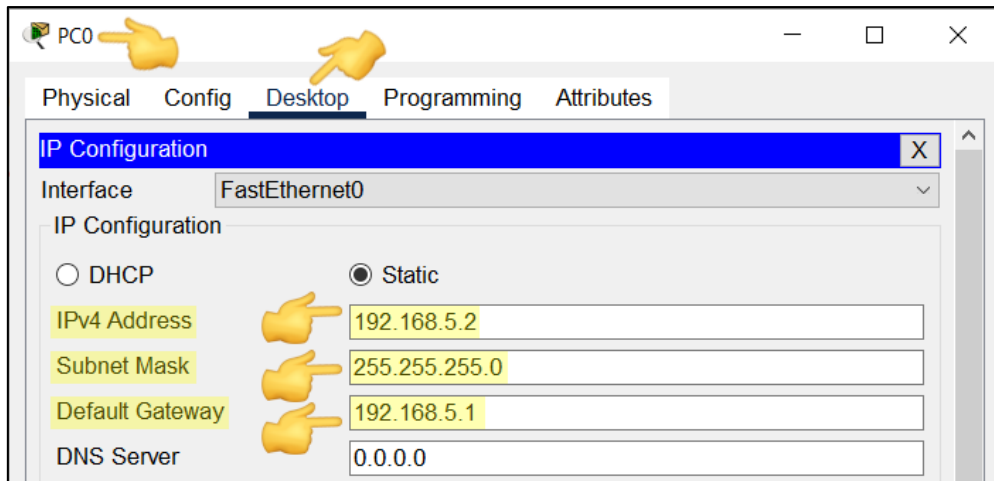 PC0
Physical Config Desktop Programming Attributes
IP Configuration X
Interface FastEthernet0
IP Configuration
DHCP Static
IPv4 Address 192.168.5.2
Subnet Mask 255.255.255.0
Default Gateway 192.168.5.1
DNS Server 0.0.0.0